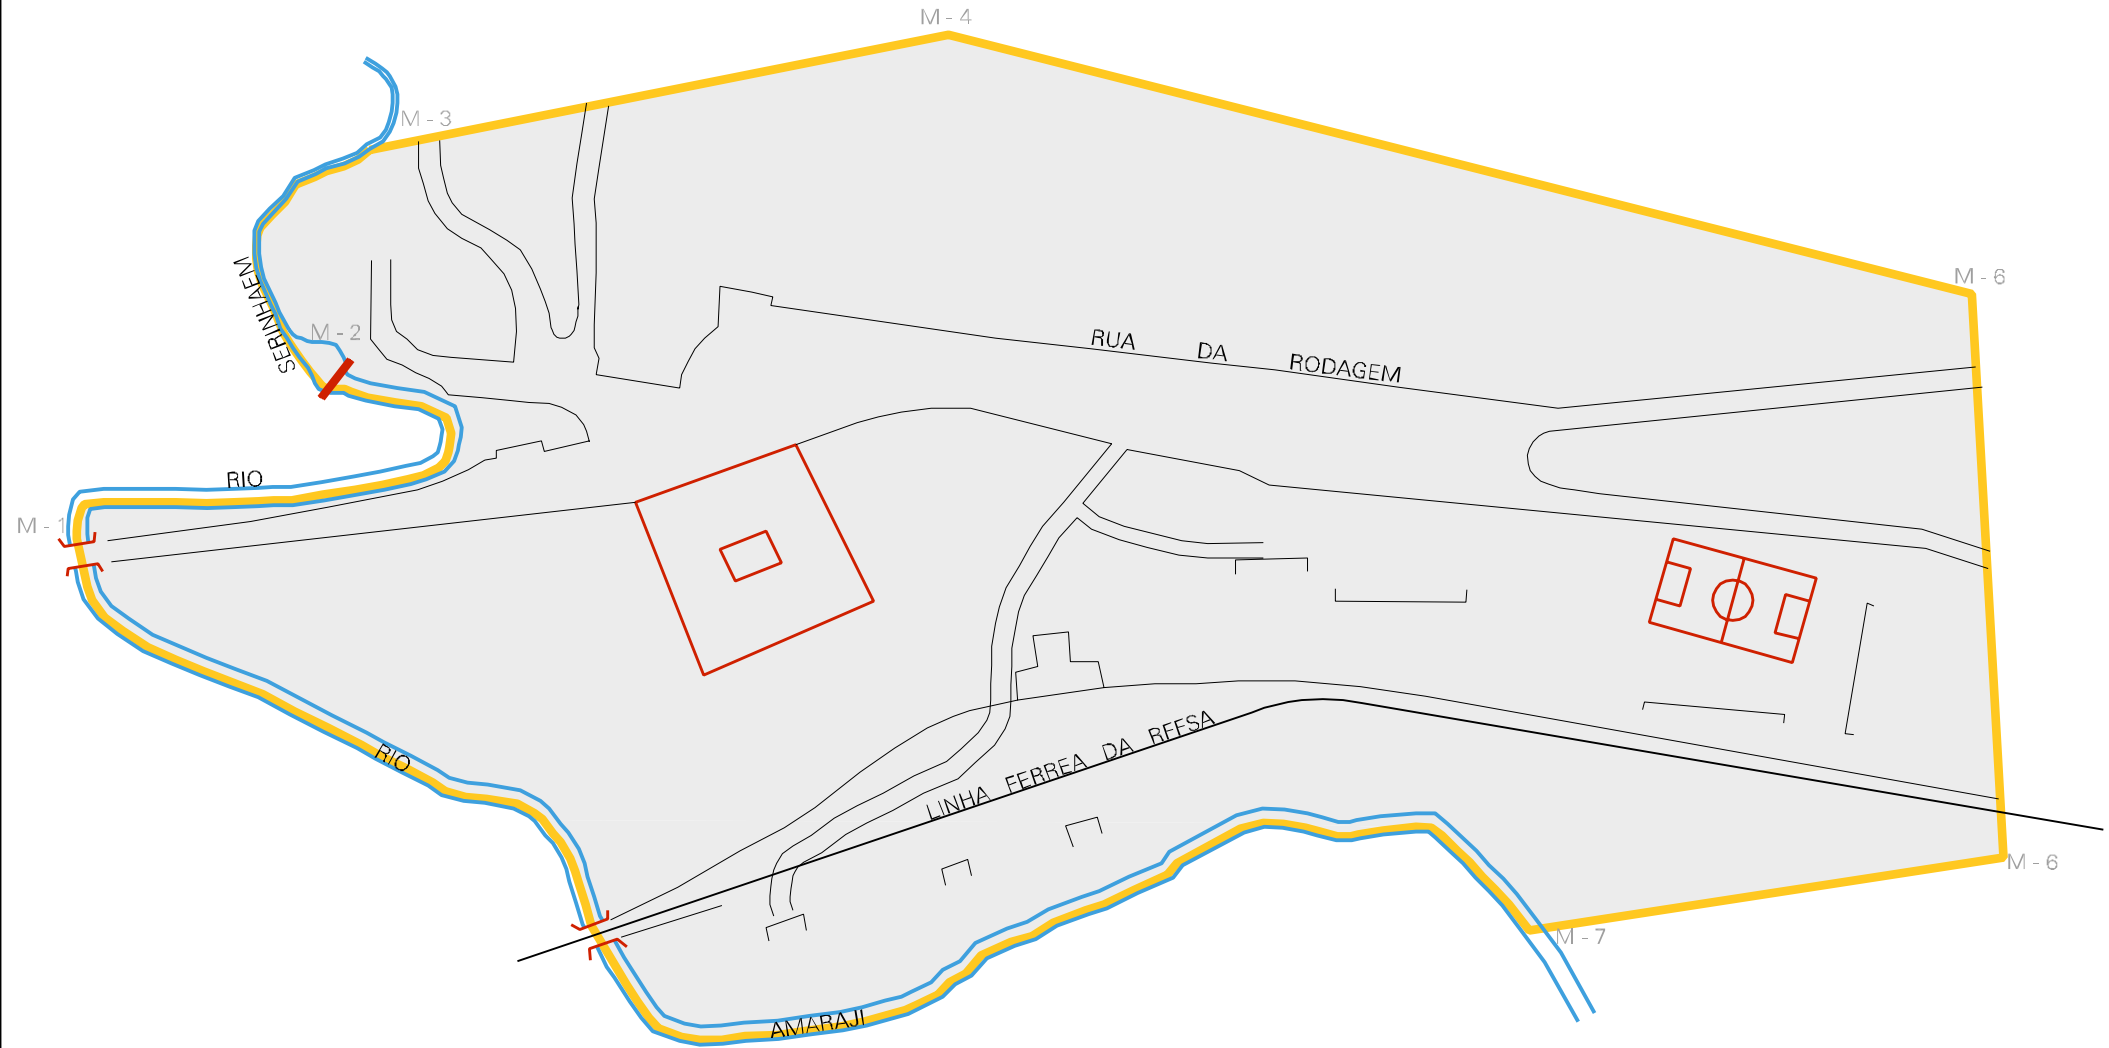 M - 4
M - 3
M - 6
SERINHAEM
M - 2
RUA DA RODAGEM
RIO
M - 1
LINHA FERREA DA RFFSA
RIO
M - 6
M - 7
AMARAJI